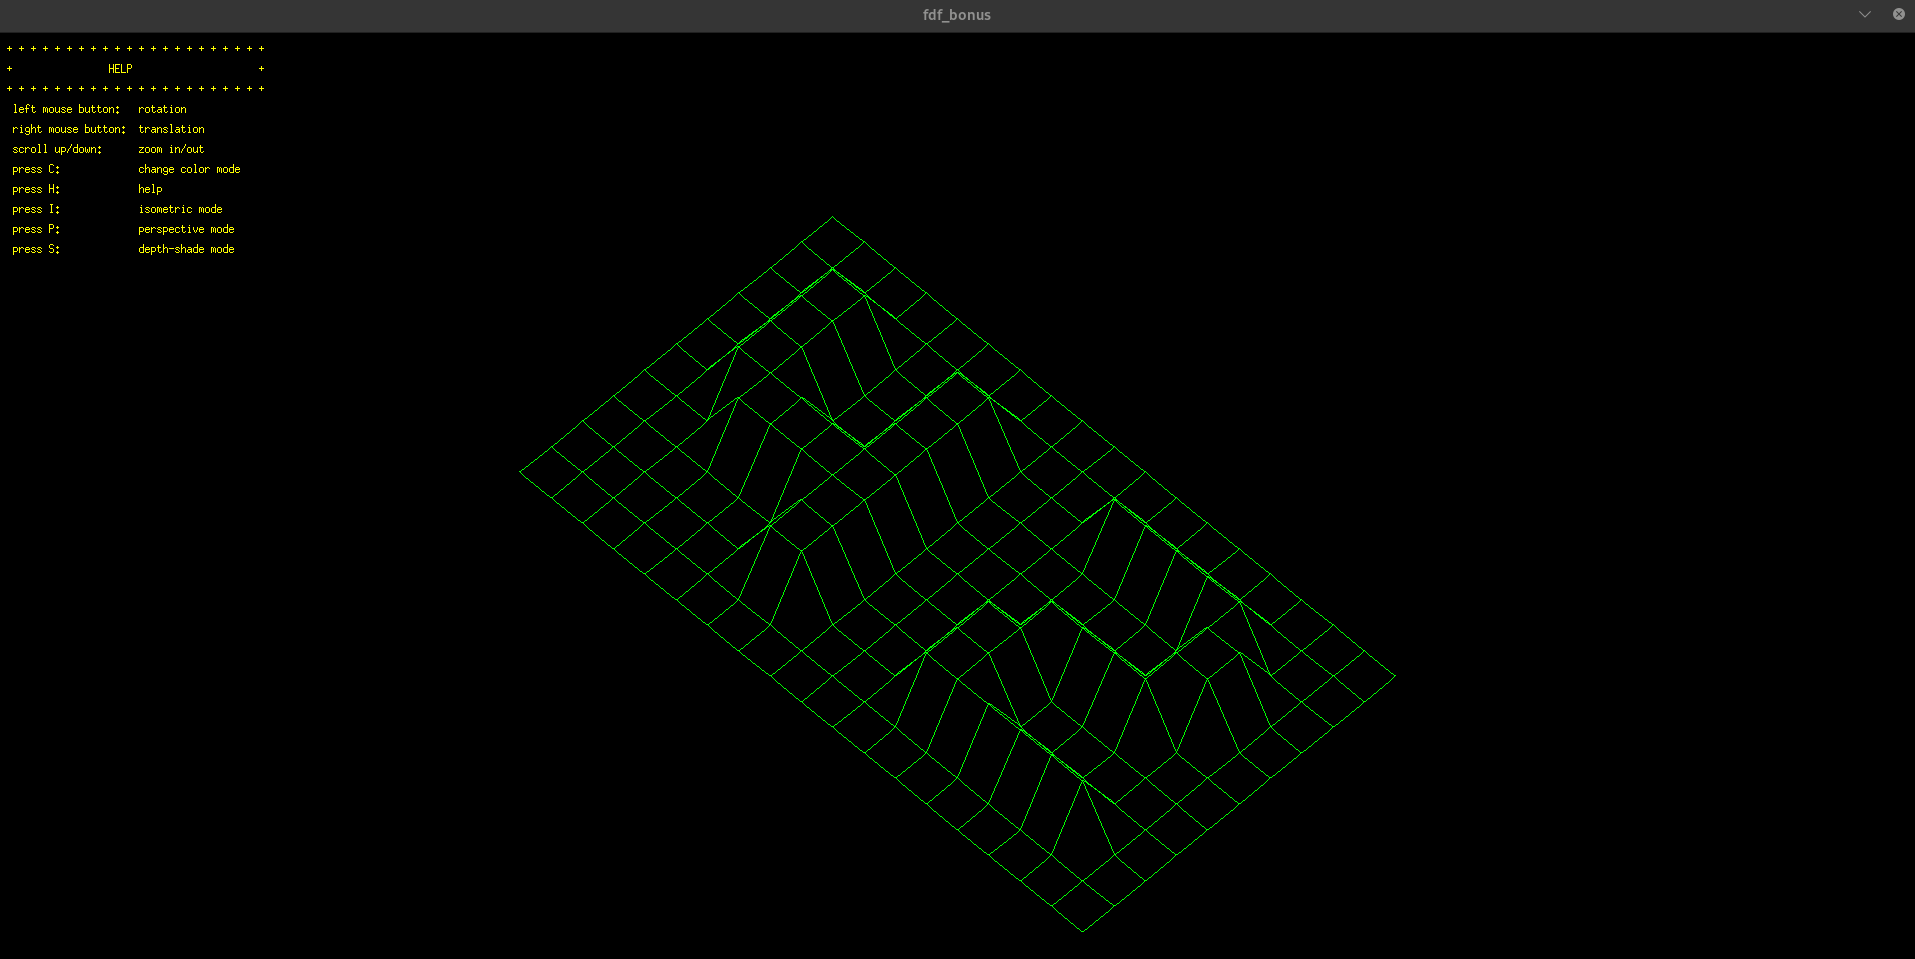 fdf_bonus
+ + + + + + + + + + + + + + + + + + + + + +
+ HELP +
+ + + + + + + + + + + + + + + + + + + + + +
left mouse button: rotation
right mouse button: translation
scroll up/down: zoom in/out
press C: change color mode
press H: help
press I: isometric mode
press P: perspective mode
press S: depth-shade mode